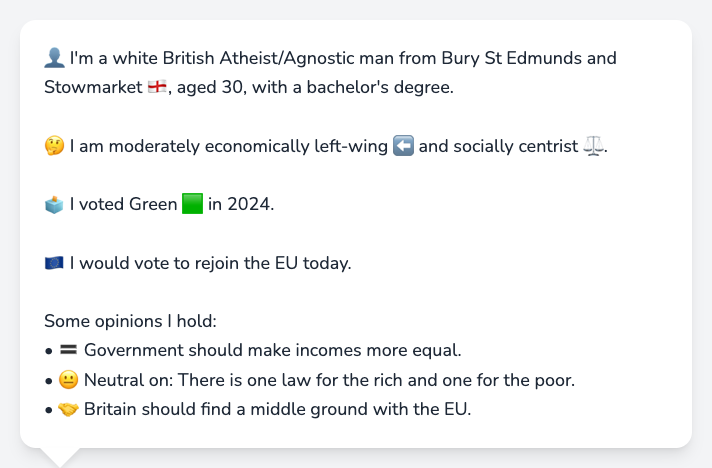 👤 I'm a white British Atheist/Agnostic man from Bury St Edmunds and
Stowmarket 🏴󠁧󠁢󠁥󠁮󠁧󠁿, aged 30, with a bachelor's degree.
🤔 I am moderately economically left-wing ⬅️ and socially centrist ⚖️.
🗳️ I voted Green 🟩 in 2024.
🇪🇺 I would vote to rejoin the EU today.
Some opinions I hold:
• 🟰 Government should make incomes more equal.
• 😐 Neutral on: There is one law for the rich and one for the poor.
• 🤝 Britain should find a middle ground with the EU.